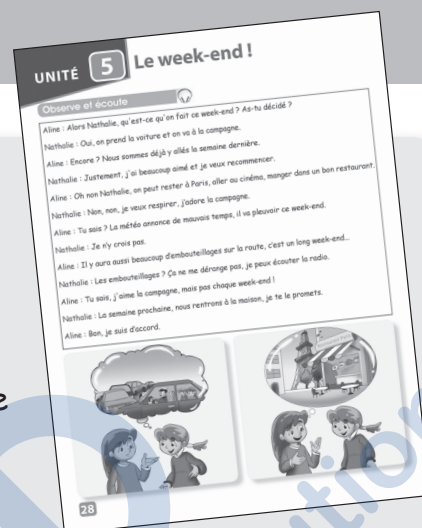 UNITÉ 5 Le week-end !
Observe et écoute
Aline : Alors Nathalie, qu'est-ce qu'on fait ce week-end ? As-tu décidé ?
Nathalie : Oui, on prend la voiture et on va à la campagne.
Aline : Encore ? Nous sommes déjà y allés la semaine dernière.
Nathalie : Justement, j'ai beaucoup aimé et je veux recommencer.
Aline : Oh non Nathalie, on peut rester à Paris, aller au cinéma, manger dans un bon restaurant.
Nathalie : Non, non, je veux respirer, j'adore la campagne.
Aline : Tu sais ? La météo annonce de mauvais temps, il va pleuvoir ce week-end.
Nathalie : Je n'y crois pas.
Aline : Il y aura aussi beaucoup d'embouteillages sur la route, c'est un long week-end...
Nathalie : Les embouteillages ? Ça ne me dérange pas, je peux écouter la radio.
Aline : Tu sais, j'aime la campagne, mais pas chaque week-end !
Nathalie : La semaine prochaine, nous rentrons à la maison, je te le promets.
Aline : Bon, je suis d'accord.
28